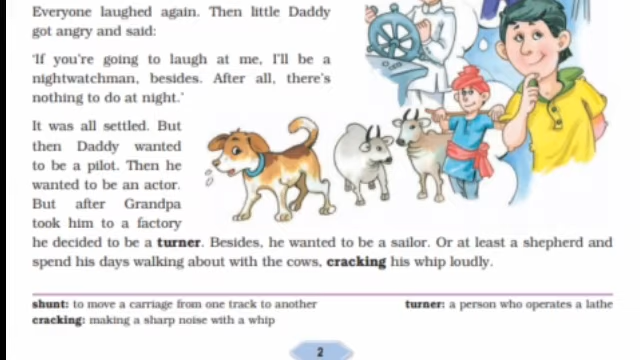 Everyone laughed again. Then little Daddy
got angry and said:
'If you're going to laugh at me, I'll be a
nightwatchman, besides. After all, there's
nothing to do at night.'
It was all settled. But
then Daddy wanted
to be a pilot. Then he
wanted to be an actor.
But after Grandpa
took him to a factory
he decided to be a turner. Besides, he wanted to be a sailor. Or at least a shepherd and
spend his days walking about with the cows, cracking his whip loudly.
shunt: to move a carriage from one track to another
turner: a person who operates a lathe
cracking: making a sharp noise with a whip
2